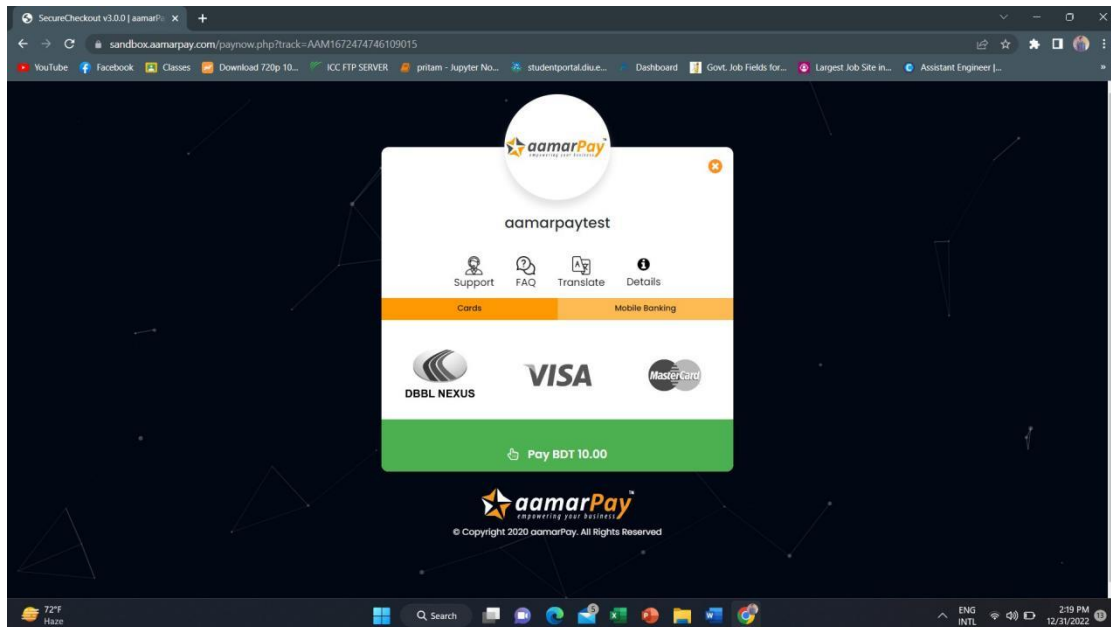 SecureCheckout v3.0.0 | aamarPa
sandbox.aamarpay.com/paynow.php?track=AAM1672474746109015
YouTube Facebook Classes Download 720p 10... ICC FTP SERVER pritam - Jupyter No... studentportal.diu.e... Dashboard Govt. Job Fields for... Largest Job Site in... Assistant Engineer |... »
aamarPay
empowering your business
aamarpaytest
Support FAQ Translate Details
Cards Mobile Banking
DBBL NEXUS VISA MasterCard
Pay BDT 10.00
aamarPay™
empowering your business
© Copyright 2020 aamarPay. All Rights Reserved
72°F
Haze
Search
5
ENG
INTL
2:19 PM
12/31/2022
13